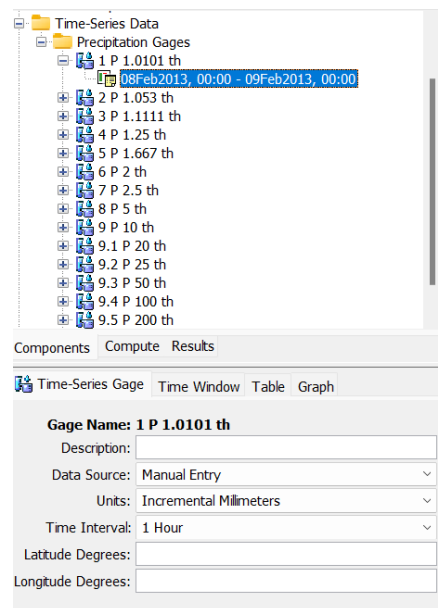 Time-Series Data
Precipitation Gages
1 P 1.0101 th
08Feb2013, 00:00 - 09Feb2013, 00:00
2 P 1.053 th
3 P 1.1111 th
4 P 1.25 th
5 P 1.667 th
6 P 2 th
7 P 2.5 th
8 P 5 th
9 P 10 th
9.1 P 20 th
9.2 P 25 th
9.3 P 50 th
9.4 P 100 th
9.5 P 200 th
Components Compute Results
Time-Series Gage Time Window Table Graph
Gage Name: 1 P 1.0101 th
Description:
Data Source: Manual Entry
Units: Incremental Millimeters
Time Interval: 1 Hour
Latitude Degrees:
Longitude Degrees: